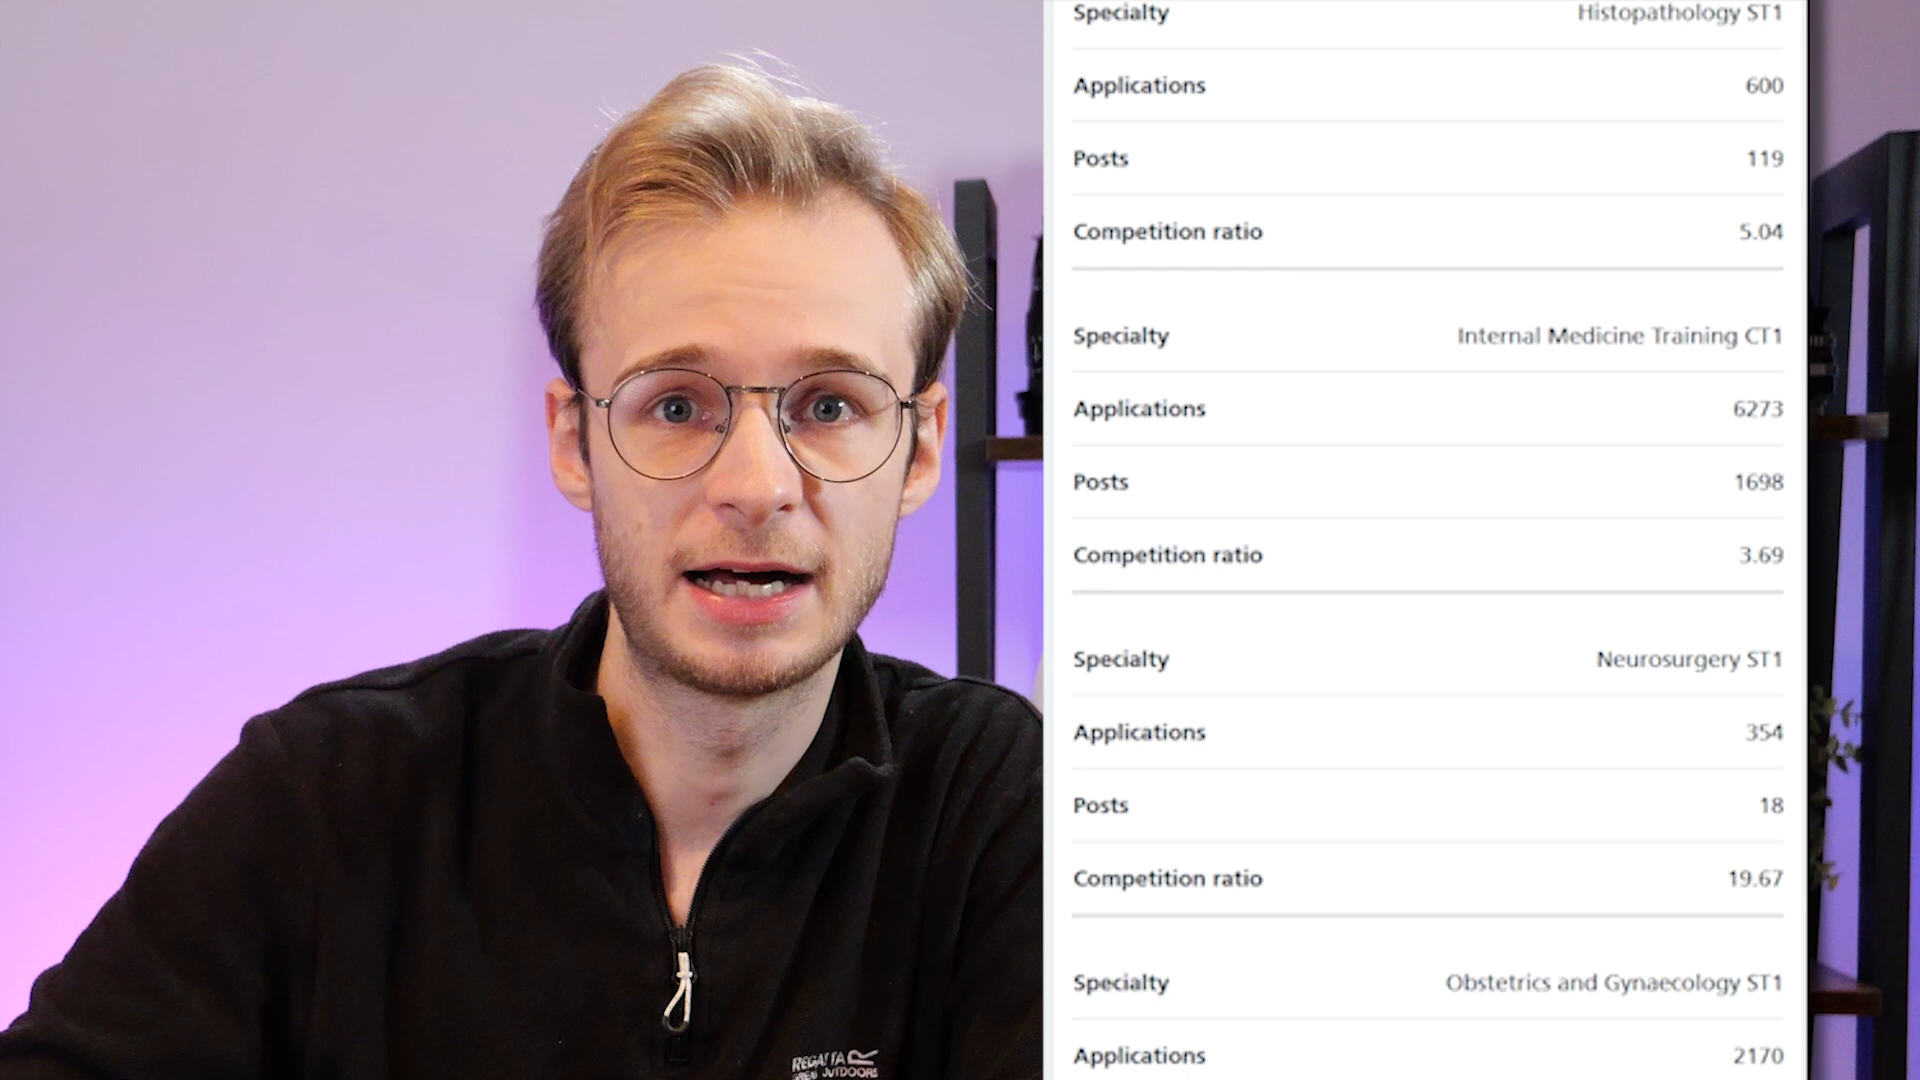 Specialty Histopathology ST1
Applications 600
Posts 119
Competition ratio 5.04
Specialty Internal Medicine Training CT1
Applications 6273
Posts 1698
Competition ratio 3.69
Specialty Neurosurgery ST1
Applications 354
Posts 18
Competition ratio 19.67
Specialty Obstetrics and Gynaecology ST1
Applications 2170
REGATTA
GREAT OUTDOORS